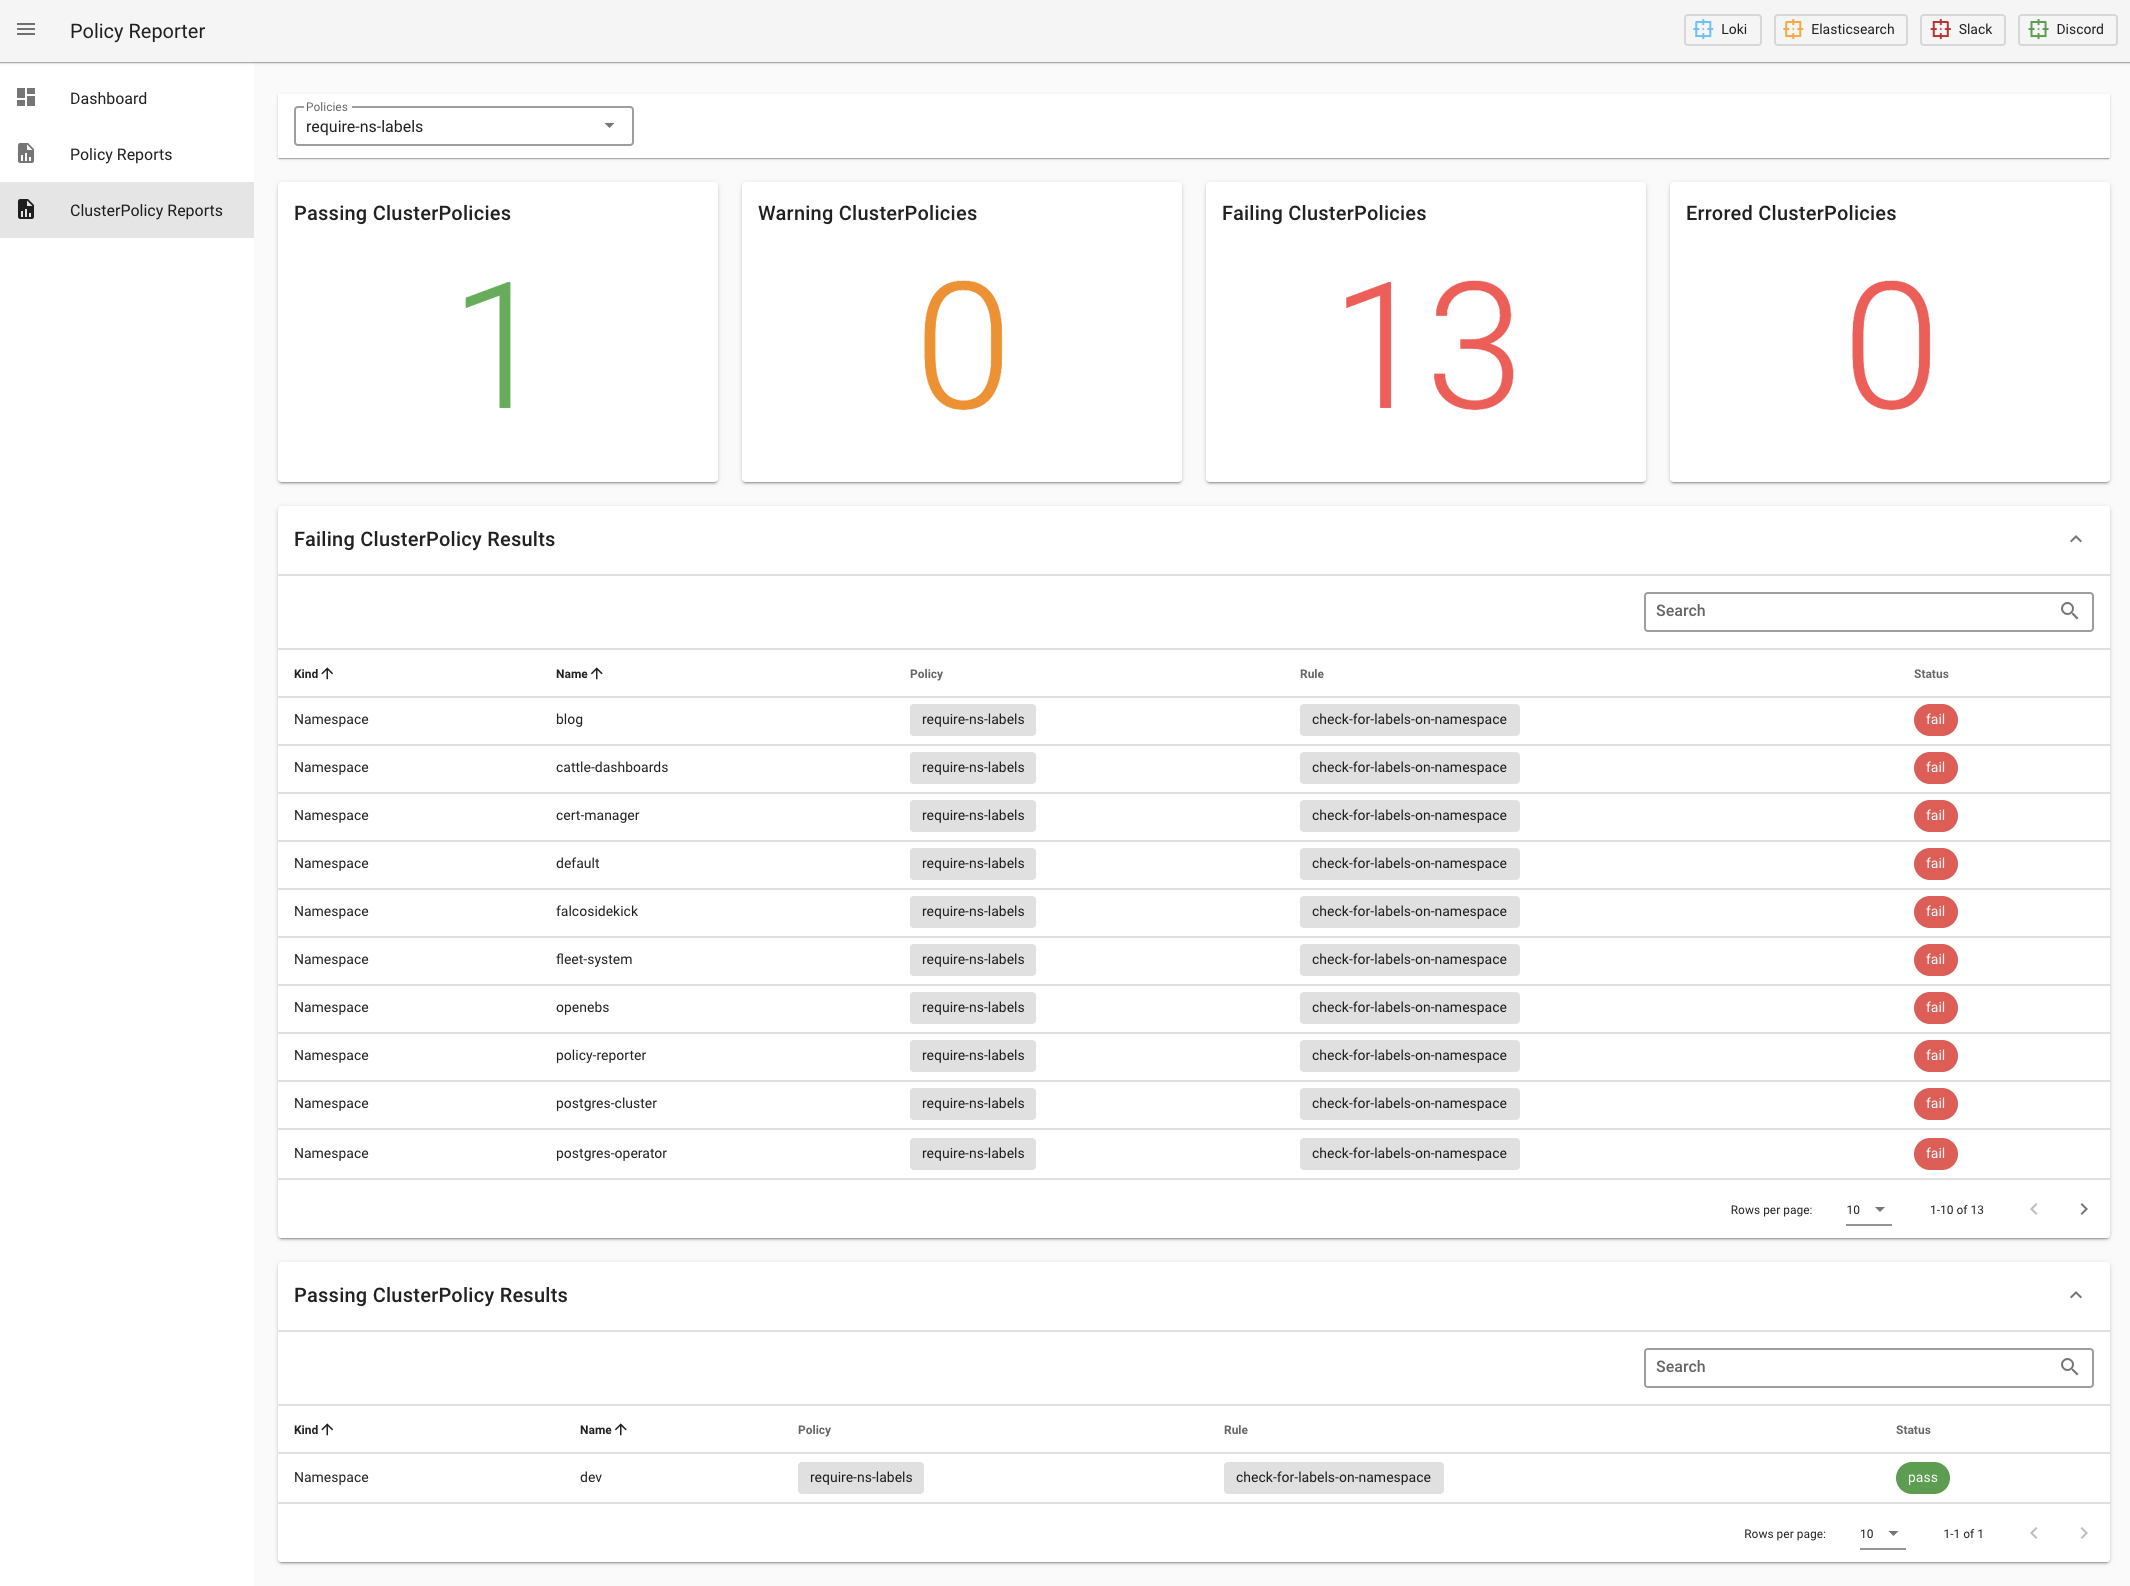 Policy Reporter
Loki
Elasticsearch
Slack
Discord
Dashboard
Policy Reports
ClusterPolicy Reports
Policies
require-ns-labels
Passing ClusterPolicies
1
Warning ClusterPolicies
0
Failing ClusterPolicies
13
Errored ClusterPolicies
0
Failing ClusterPolicy Results
Search
Kind Name Policy Rule Status
Namespace blog require-ns-labels check-for-labels-on-namespace fail
Namespace cattle-dashboards require-ns-labels check-for-labels-on-namespace fail
Namespace cert-manager require-ns-labels check-for-labels-on-namespace fail
Namespace default require-ns-labels check-for-labels-on-namespace fail
Namespace falcosidekick require-ns-labels check-for-labels-on-namespace fail
Namespace fleet-system require-ns-labels check-for-labels-on-namespace fail
Namespace openebs require-ns-labels check-for-labels-on-namespace fail
Namespace policy-reporter require-ns-labels check-for-labels-on-namespace fail
Namespace postgres-cluster require-ns-labels check-for-labels-on-namespace fail
Namespace postgres-operator require-ns-labels check-for-labels-on-namespace fail
Rows per page: 10 1-10 of 13
Passing ClusterPolicy Results
Search
Kind Name Policy Rule Status
Namespace dev require-ns-labels check-for-labels-on-namespace pass
Rows per page: 10 1-1 of 1